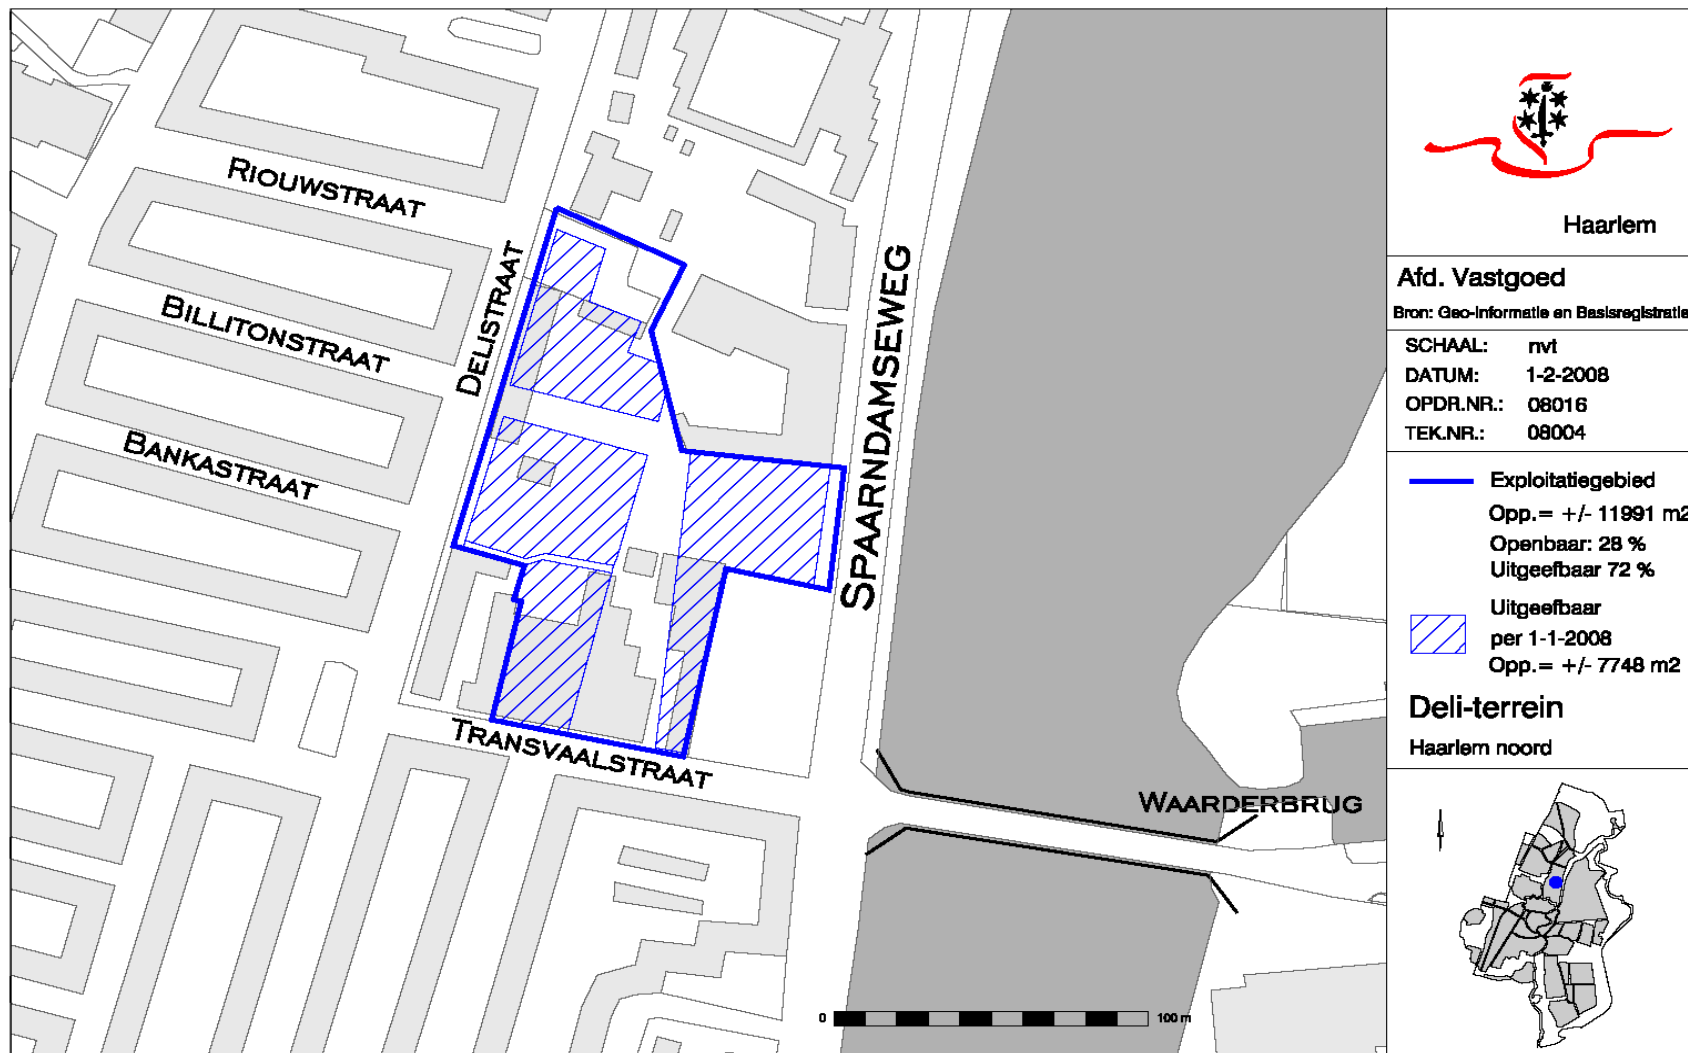 RIOUWSTRAAT
BILLITONSTRAAT
BANKASTRAAT
DELISTRAAT
SPAARNDAMSEWEG
TRANSVAALSTRAAT
WAARDERBRUG
0 100 m
Haarlem
Afd. Vastgoed
Bron: Geo-Informatie en Basisregistratie
SCHAAL: nvt
DATUM: 1-2-2008
OPDR.NR.: 08016
TEK.NR.: 08004
Exploitatiegebied
Opp.= +/- 11991 m2
Openbaar: 28 %
Uitgeefbaar 72 %
Uitgeefbaar
per 1-1-2008
Opp.= +/- 7748 m2
Deli-terrein
Haarlem noord